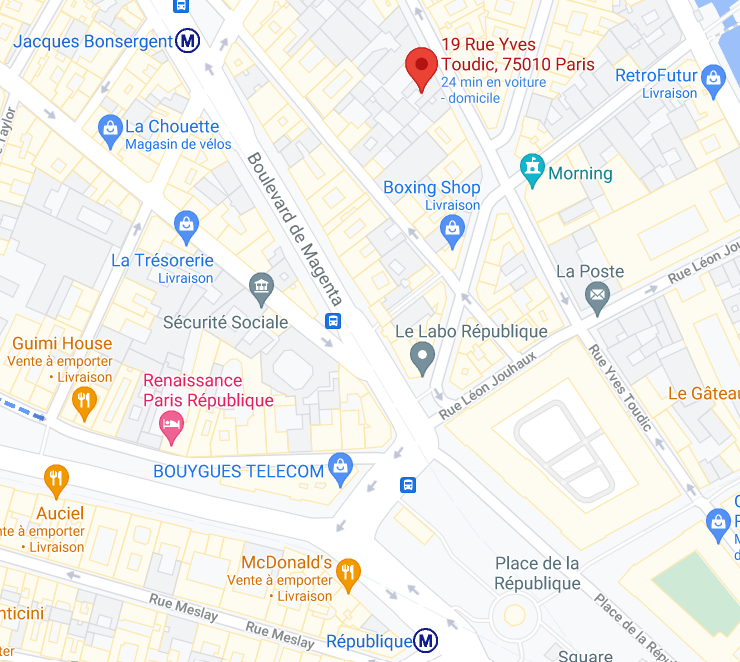 Jacques Bonsergent
M
19 Rue Yves
Toudic, 75010 Paris
24 min en voiture
- domicile
RetroFutur
Livraison
Taylor
La Chouette
Magasin de vélos
Morning
Boxing Shop
Livraison
Boulevard de Magenta
La Trésorerie
Livraison
La Poste
Rue Léon Jou
Sécurité Sociale
Le Labo République
Guimi House
Vente à emporter
• Livraison
Renaissance
Paris République
Rue Léon Jouhaux
Rue Yves Toudic
Le Gâteau
BOUYGUES TELECOM
Auciel
nte à emporter
• Livraison
McDonald's
Vente à emporter
• Livraison
Place de la
République
Rue Meslay
Rue Meslay
nticini
République
M
Place de la Répu
Square